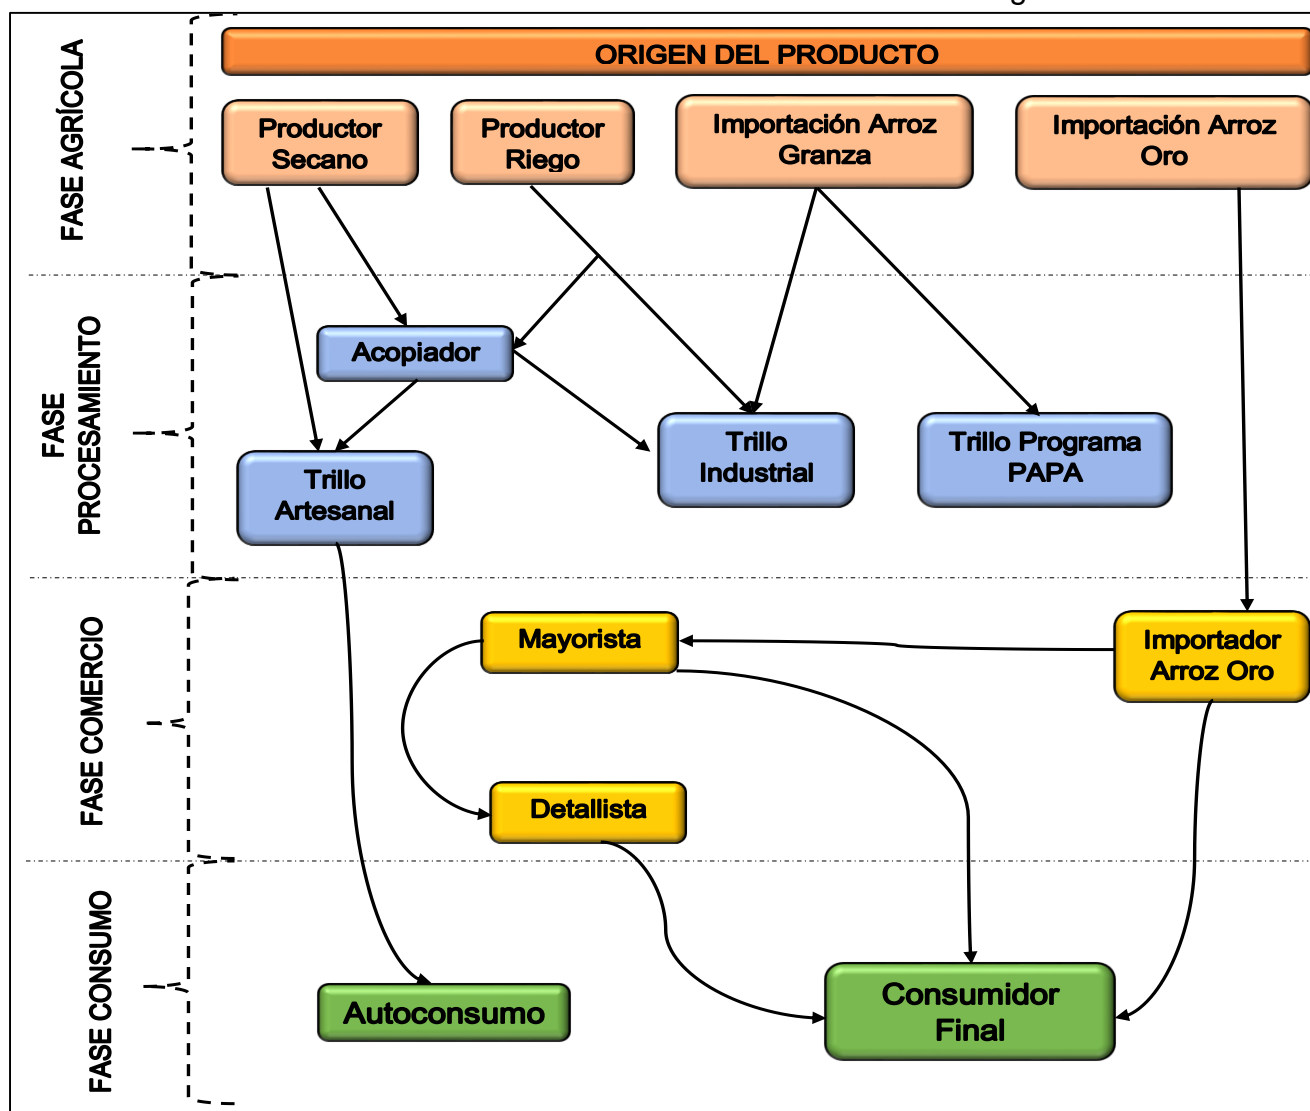 ORIGEN DEL PRODUCTO
FASE AGRÍCOLA
Productor
Secano
Productor
Riego
Importación Arroz
Granza
Importación Arroz
Oro
FASE
PROCESAMIENTO
Acopiador
Trillo
Artesanal
Trillo
Industrial
Trillo Programa
PAPA
FASE COMERCIO
Mayorista
Importador
Arroz Oro
Detallista
FASE CONSUMO
Autoconsumo
Consumidor
Final